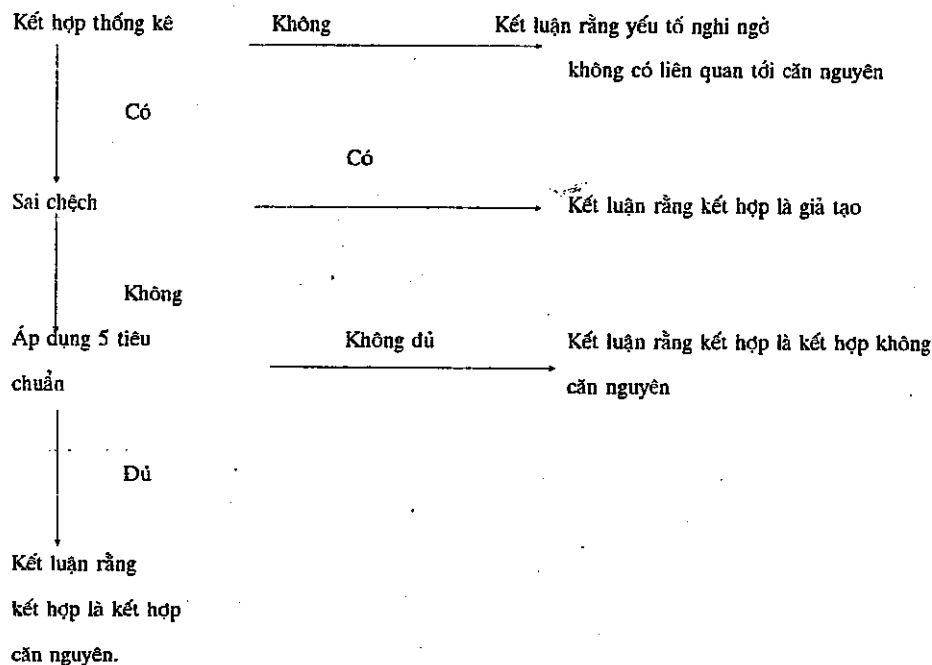 Kết hợp thống kê Không Kết luận rằng yếu tố nghi ngờ
không có liên quan tới căn nguyên
Có
Có
Sai chệch Kết luận rằng kết hợp là giả tạo
Không
Áp dụng 5 tiêu Không đủ Kết luận rằng kết hợp là kết hợp không
chuẩn căn nguyên
Đủ
Kết luận rằng
kết hợp là kết hợp
căn nguyên.